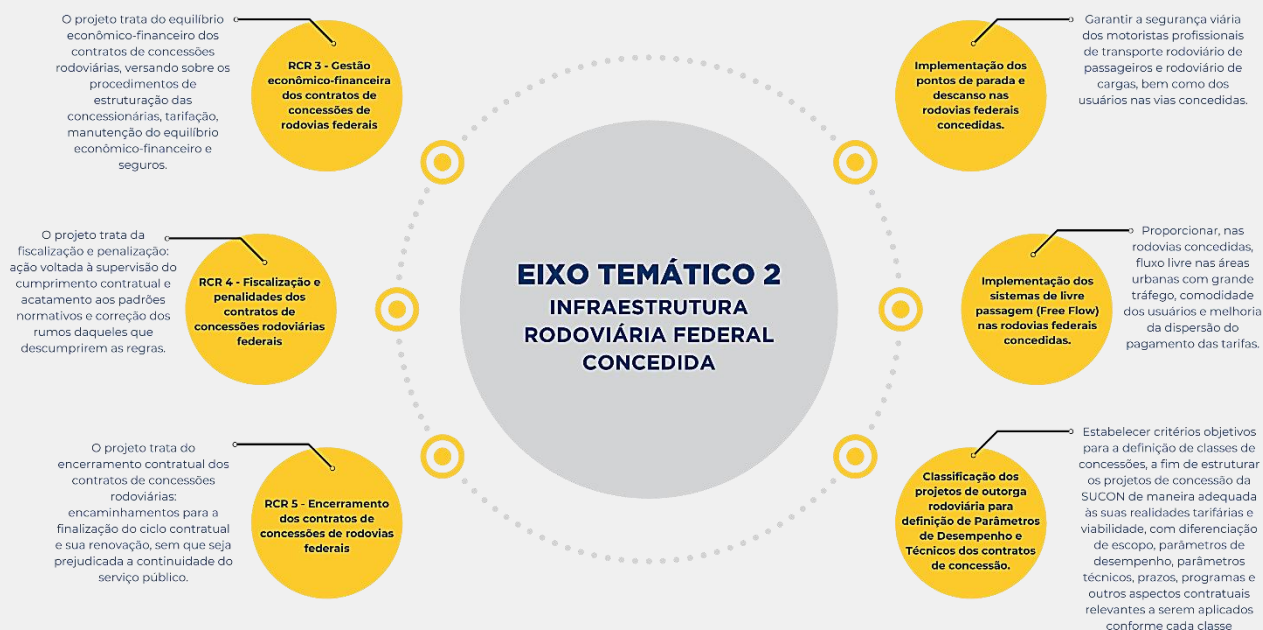 O projeto trata do equilíbrio
econômico-financeiro dos
contratos de concessões
rodoviárias, versando sobre os
procedimentos de
estruturação das
concessionárias, tarifação,
manutenção do equilíbrio
econômico-financeiro e
seguros.
RCR 3 - Gestão
econômico-financeira
dos contratos de
concessões de
rodovias federais
O projeto trata da
fiscalização e penalização:
ação voltada à supervisão do
cumprimento contratual e
acatamento aos padrões
normativos e correção dos
rumos daqueles que
descumprirem as regras.
RCR 4 - Fiscalização e
penalidades dos
contratos de
concessões rodoviárias
federais
O projeto trata do
encerramento contratual dos
contratos de concessões
rodoviárias:
encaminhamentos para a
finalização do ciclo contratual
e sua renovação, sem que seja
prejudicada a continuidade do
serviço público.
RCR 5 - Encerramento
dos contratos de
concessões de rodovias
federais
EIXO TEMÁTICO 2
INFRAESTRUTURA
RODOVIÁRIA FEDERAL
CONCEDIDA
Implementação dos
pontos de parada e
descanso nas
rodovias federais
concedidas.
Garantir a segurança viária
dos motoristas profissionais
de transporte rodoviário de
passageiros e rodoviário de
cargas, bem como dos
usuários nas vias concedidas.
Implementação dos
sistemas de livre
passagem (Free Flow)
nas rodovias federais
concedidas.
Proporcionar, nas
rodovias concedidas,
fluxo livre nas áreas
urbanas com grande
tráfego, comodidade
dos usuários e melhoria
da dispersão do
pagamento das tarifas.
Classificação dos
projetos de outorga
rodoviária para
definição de Parâmetros
de Desempenho e
Técnicos dos contratos
de concessão.
Estabelecer critérios objetivos
para a definição de classes de
concessões, a fim de estruturar
os projetos de concessão da
SUCON de maneira adequada
às suas realidades tarifárias e
viabilidade, com diferenciação
de escopo, parâmetros de
desempenho, parâmetros
técnicos, prazos, programas e
outros aspectos contratuais
relevantes a serem aplicados
conforme cada classe